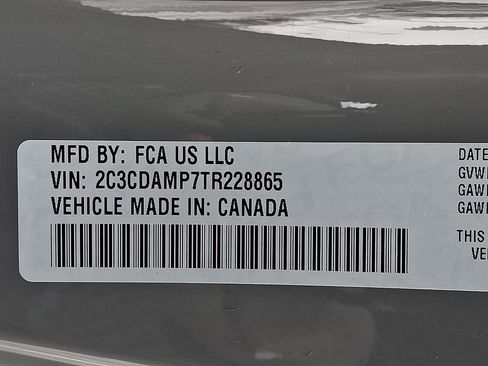 MFD BY: FCA US LLC
VIN: 2C3CDAMP7TR228865
VEHICLE MADE IN: CANADA
DATE
GVW
GAW
GAW
THIS
VE